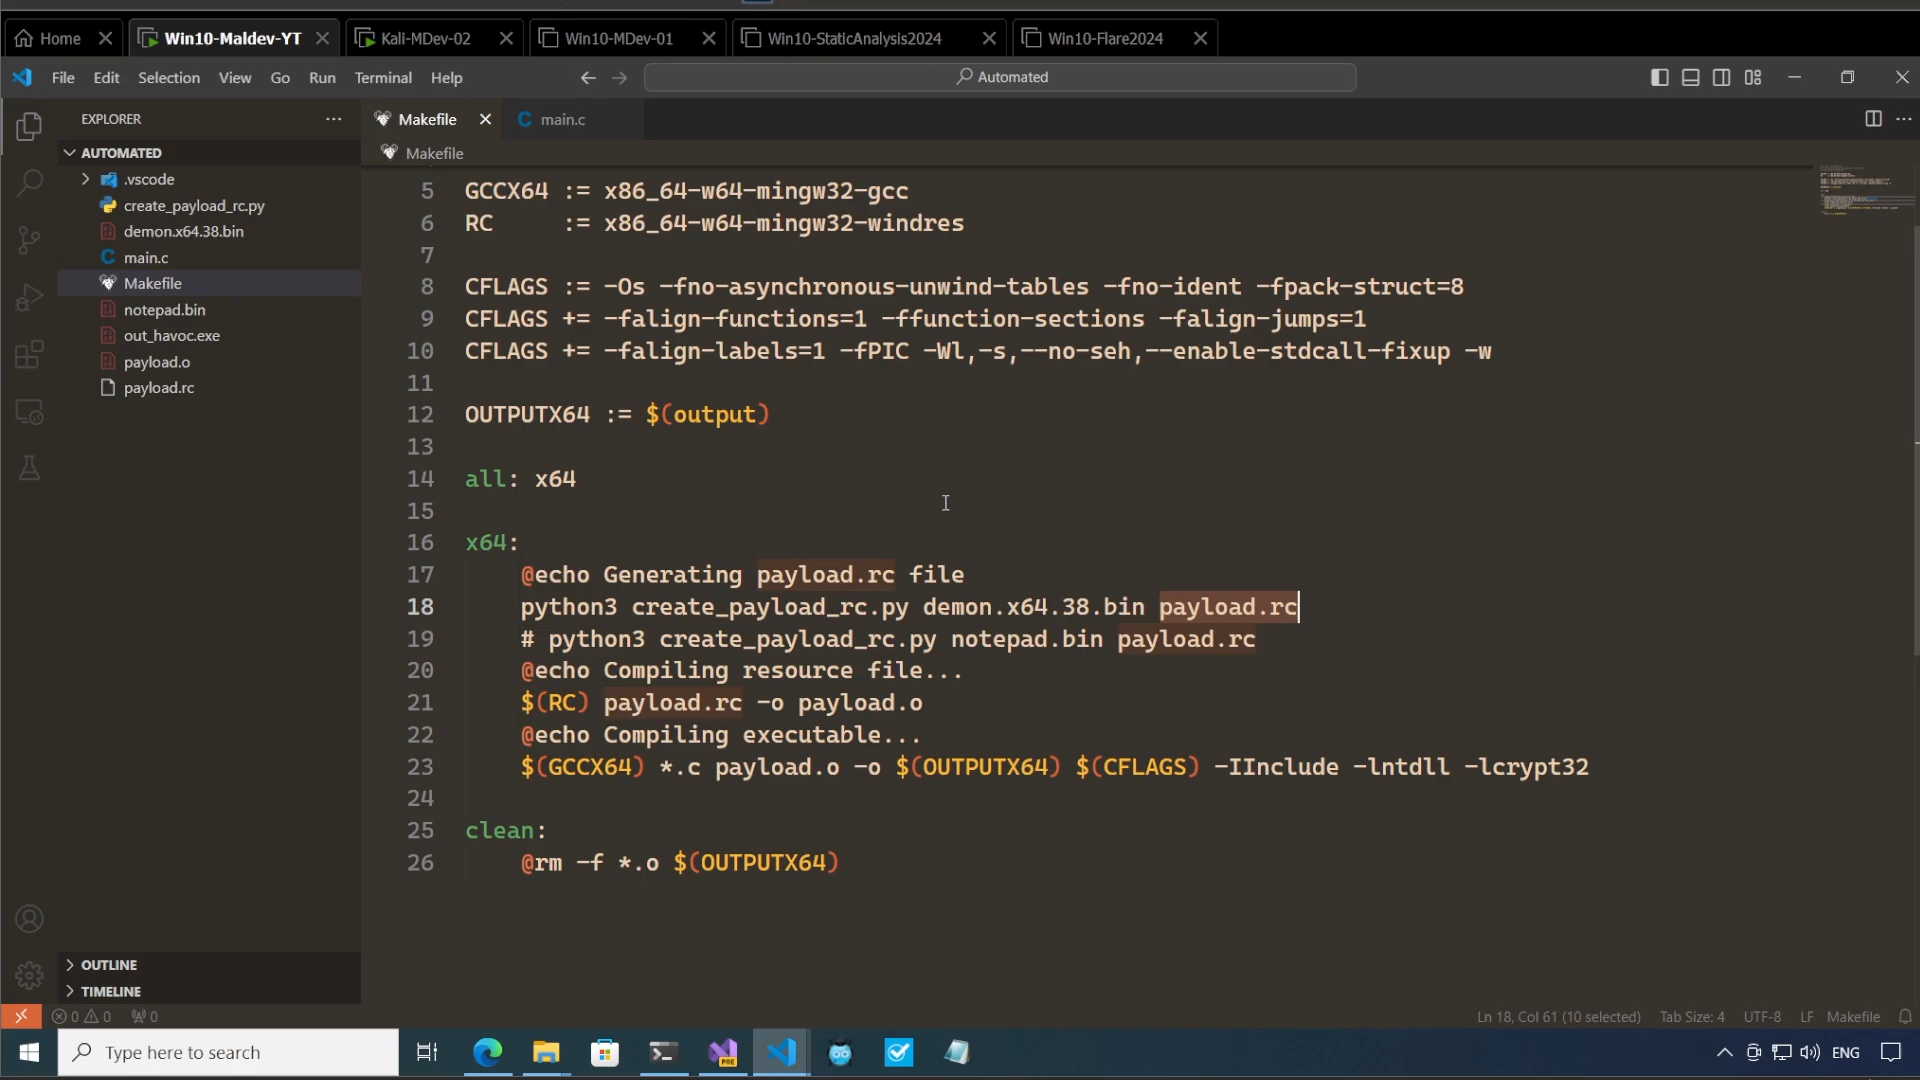 Home
Win10-Maldev-YT
Kali-MDev-02
Win10-MDev-01
Win10-StaticAnalysis2024
Win10-Flare2024
File Edit Selection View Go Run Terminal Help
Automated
EXPLORER
Makefile
main.c
AUTOMATED
.vscode
create_payload_rc.py
demon.x64.38.bin
main.c
Makefile
notepad.bin
out_havoc.exe
payload.o
payload.rc
OUTLINE
TIMELINE
Makefile
5 GCCX64 := x86_64-w64-mingw32-gcc
6 RC := x86_64-w64-mingw32-windres
7
8 CFLAGS := -Os -fno-asynchronous-unwind-tables -fno-ident -fpack-struct=8
9 CFLAGS += -falign-functions=1 -ffunction-sections -falign-jumps=1
10 CFLAGS += -falign-labels=1 -fPIC -Wl,-s,--no-seh,--enable-stdcall-fixup -w
11
12 OUTPUTX64 := $(output)
13
14 all: x64
15
16 x64:
17 @echo Generating payload.rc file
18 python3 create_payload_rc.py demon.x64.38.bin payload.rc
19 # python3 create_payload_rc.py notepad.bin payload.rc
20 @echo Compiling resource file...
21 $(RC) payload.rc -o payload.o
22 @echo Compiling executable...
23 $(GCCX64) *.c payload.o -o $(OUTPUTX64) $(CFLAGS) -IInclude -lntdll -lcrypt32
24
25 clean:
26 @rm -f *.o $(OUTPUTX64)
0 0 0
Ln 18, Col 61 (10 selected) Tab Size: 4 UTF-8 LF Makefile
Type here to search
PRE
ENG